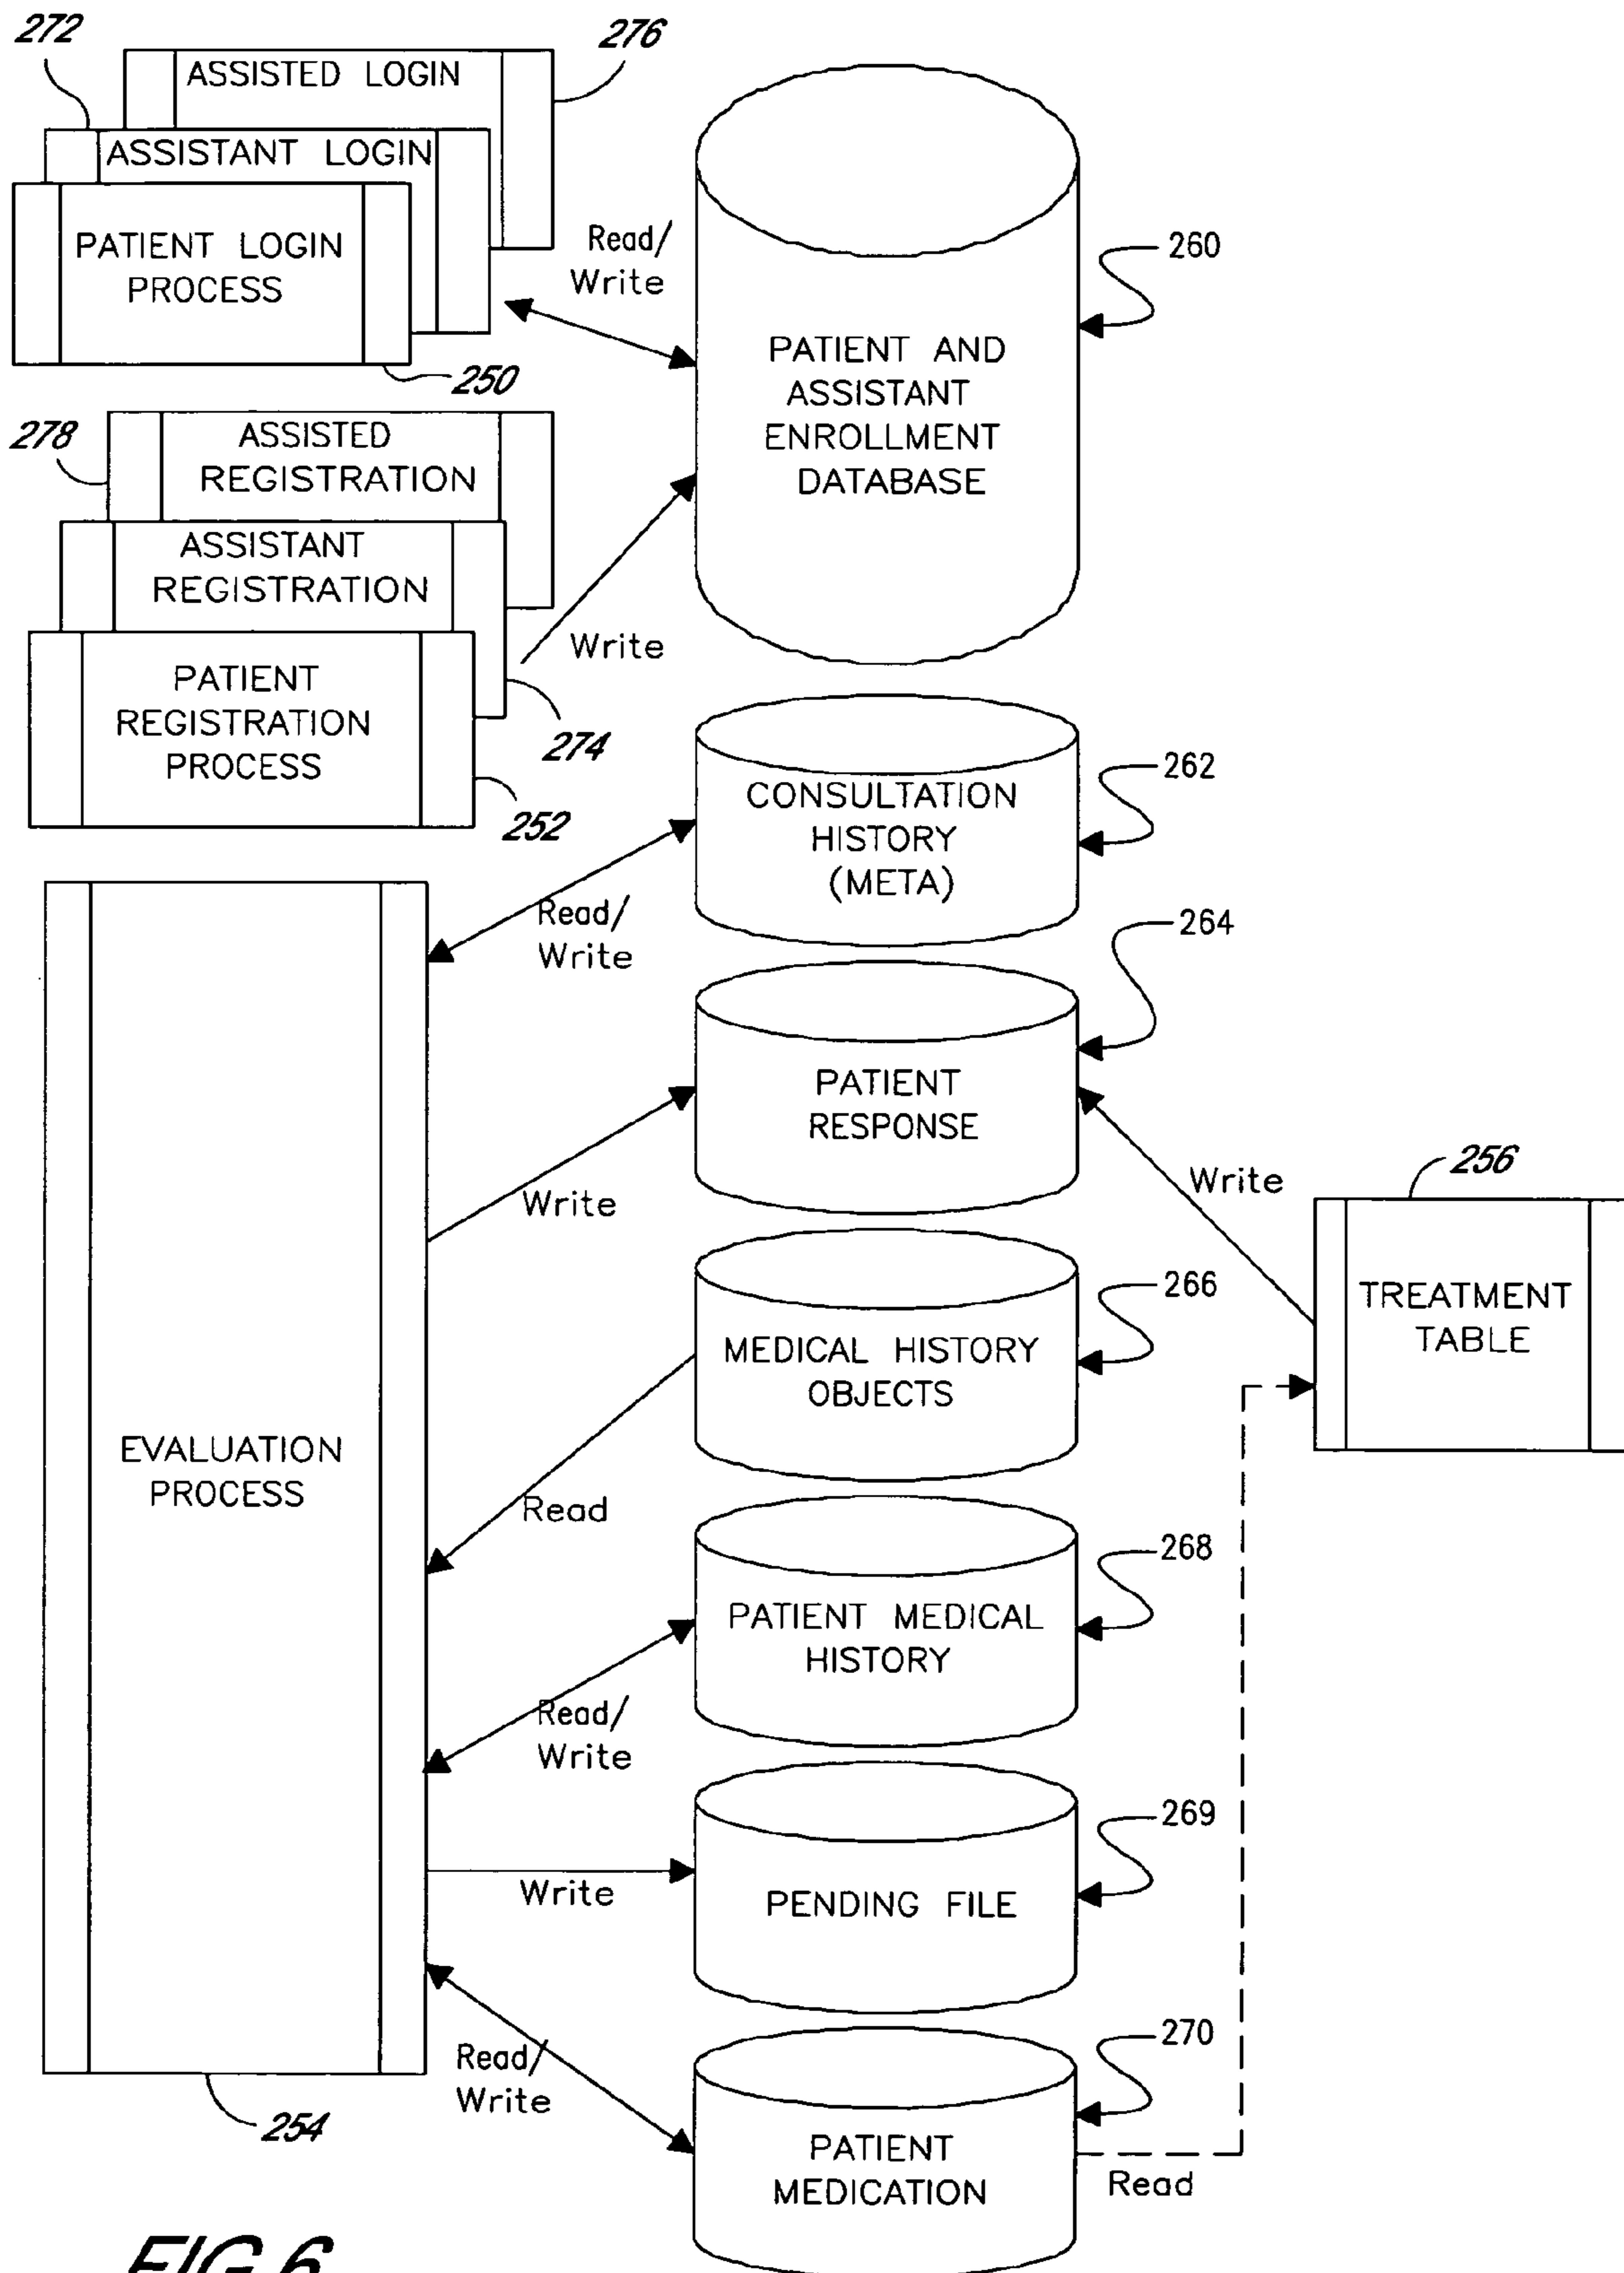 272
276
ASSISTED LOGIN
ASSISTANT LOGIN
PATIENT LOGIN
PROCESS
250
Read/
Write
PATIENT AND
ASSISTANT
ENROLLMENT
DATABASE
260
278
ASSISTED
REGISTRATION
ASSISTANT
REGISTRATION
PATIENT
REGISTRATION
PROCESS
274
252
Write
CONSULTATION
HISTORY
(META)
262
Read/
Write
264
PATIENT
RESPONSE
Write
Write
256
TREATMENT
TABLE
266
MEDICAL HISTORY
OBJECTS
EVALUATION
PROCESS
Read
268
PATIENT MEDICAL
HISTORY
Read/
Write
269
PENDING FILE
Write
270
Read/
Write
PATIENT
MEDICATION
Read
254
FIG.6